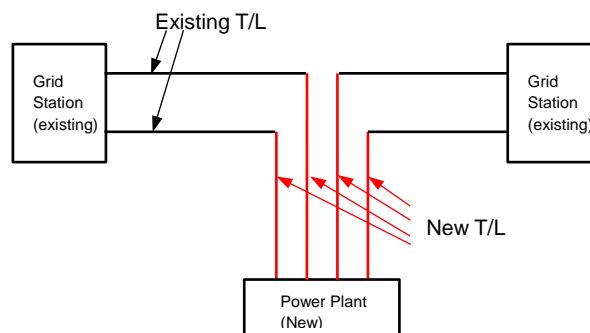 Existing T/L
Grid
Station
(existing)
Grid
Station
(existing)
New T/L
Power Plant
(New)